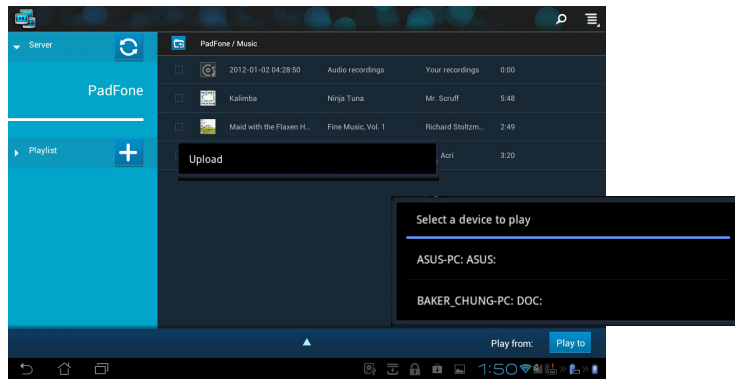 Server
PadFone / Music
2012-01-02 04:28:50 Audio recordings Your recordings 0:00
PadFone
Kalimba Ninja Tuna Mr. Scruff 5:48
Maid with the Flaxen H... Fine Music, Vol. 1 Richard Stoltzm... 2:49
Playlist
Upload
Acri 3:20
Select a device to play
ASUS-PC: ASUS:
BAKER_CHUNG-PC: DOC:
Play from: Play to
1:50